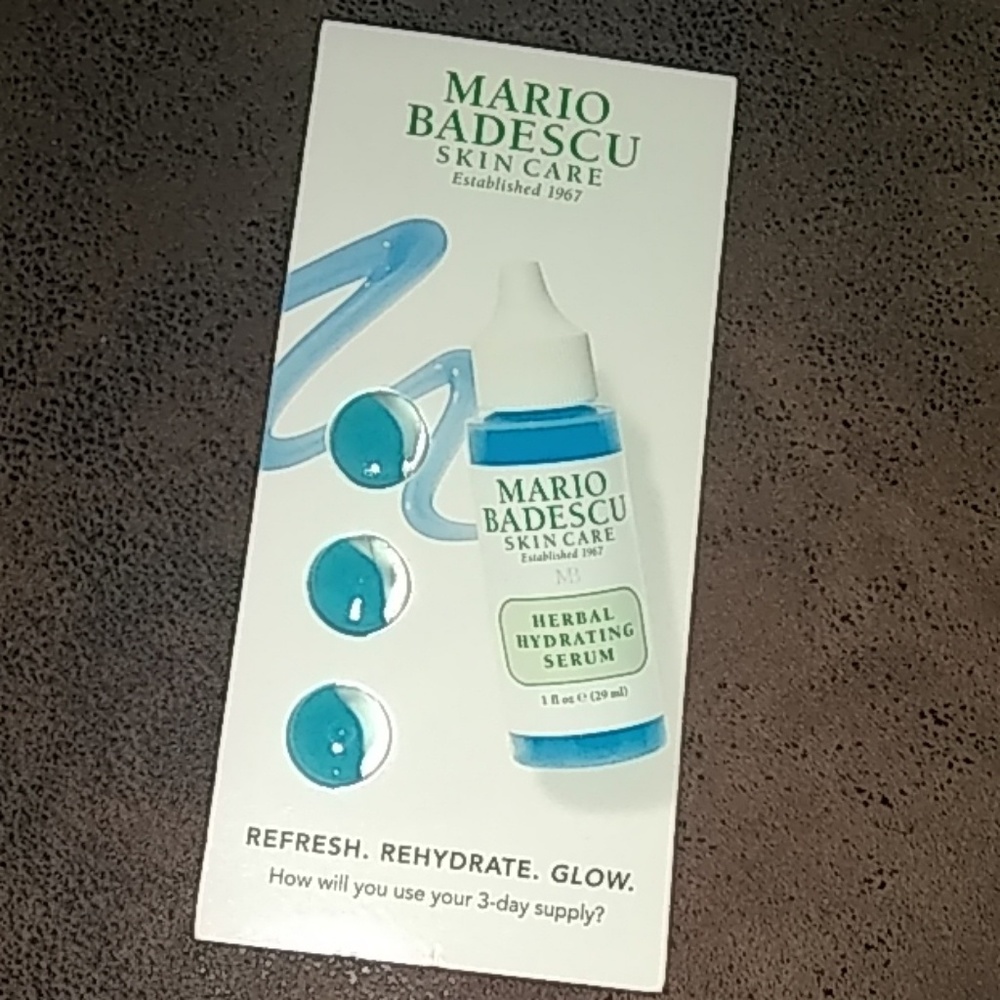 MARIO
BADESCU
SKIN CARE
Established 1967
MARIO
BADESCU
SKIN CARE
Established 1967
MB
HERBAL
HYDRATING
SERUM
1 fl oz ℮ (29 ml)
REFRESH. REHYDRATE. GLOW.
How will you use your 3-day supply?